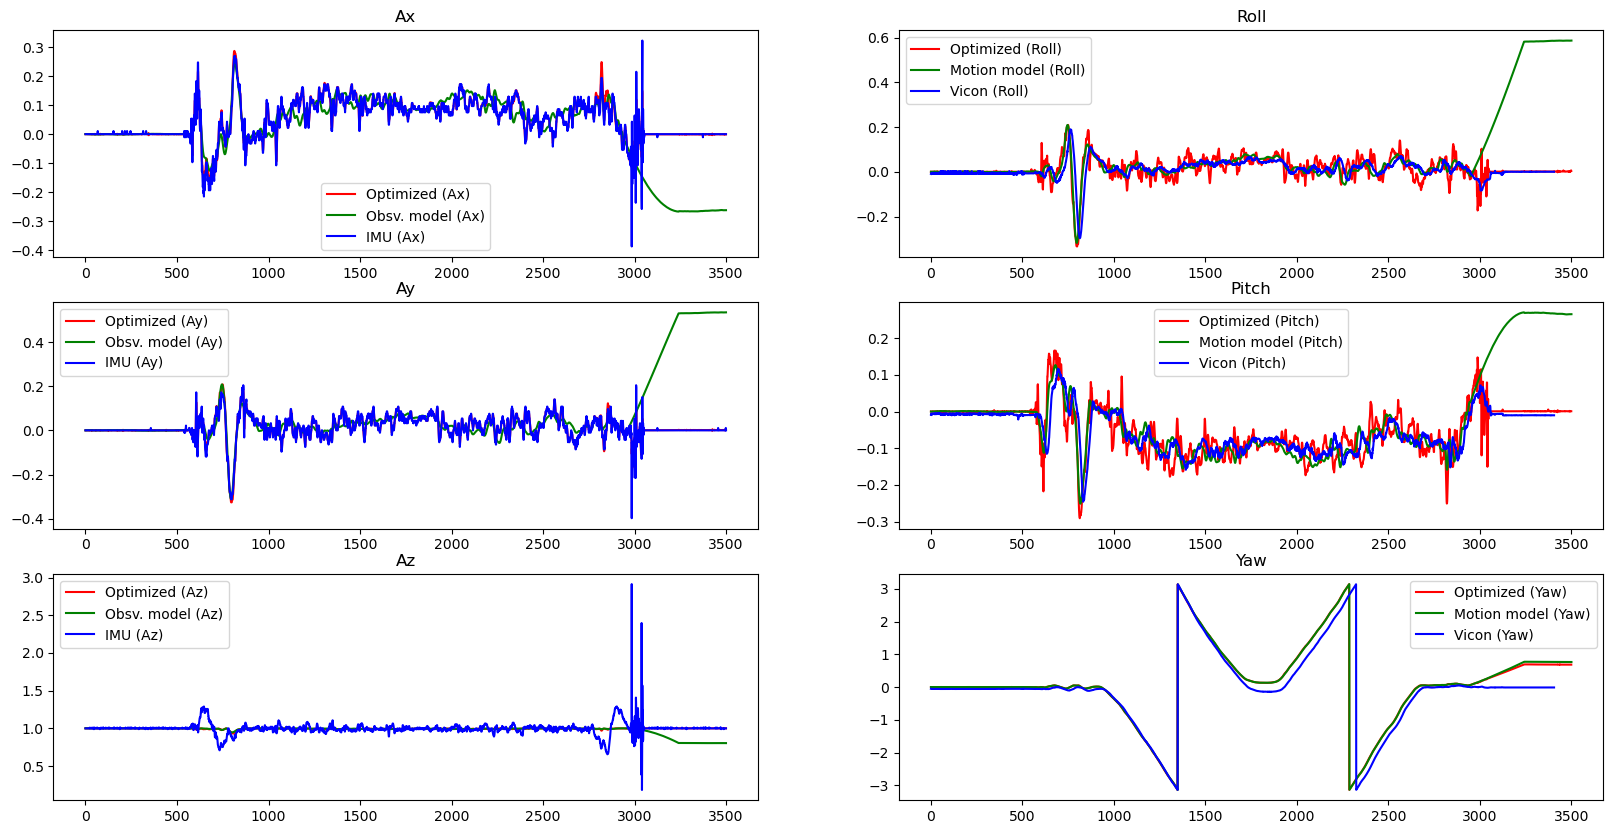 Ax
0.3
0.2
0.1
0.0
−0.1
−0.2
−0.3
−0.4
Optimized (Ax)
Obsv. model (Ax)
IMU (Ax)
0 500 1000 1500 2000 2500 3000 3500
Roll
0.6
0.4
0.2
0.0
−0.2
Optimized (Roll)
Motion model (Roll)
Vicon (Roll)
0 500 1000 1500 2000 2500 3000 3500
Ay
0.4
0.2
0.0
−0.2
−0.4
Optimized (Ay)
Obsv. model (Ay)
IMU (Ay)
0 500 1000 1500 2000 2500 3000 3500
Pitch
0.2
0.1
0.0
−0.1
−0.2
−0.3
Optimized (Pitch)
Motion model (Pitch)
Vicon (Pitch)
0 500 1000 1500 2000 2500 3000 3500
Az
3.0
2.5
2.0
1.5
1.0
0.5
Optimized (Az)
Obsv. model (Az)
IMU (Az)
0 500 1000 1500 2000 2500 3000 3500
Yaw
3
2
1
0
−1
−2
−3
Optimized (Yaw)
Motion model (Yaw)
Vicon (Yaw)
0 500 1000 1500 2000 2500 3000 3500